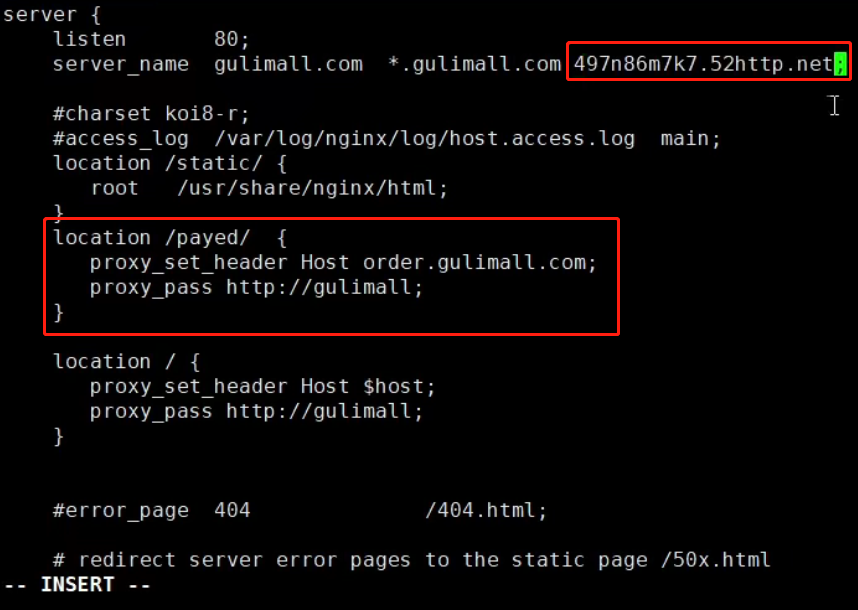 server {
    listen       80;
    server_name  gulimall.com  *.gulimall.com 497n86m7k7.52http.net;
    #charset koi8-r;
    #access_log  /var/log/nginx/log/host.access.log  main;
    location /static/ {
       root   /usr/share/nginx/html;
    }
    location /payed/  {
       proxy_set_header Host order.gulimall.com;
       proxy_pass http://gulimall;
    }
    location / {
       proxy_set_header Host $host;
       proxy_pass http://gulimall;
    }
    #error_page  404              /404.html;
    # redirect server error pages to the static page /50x.html
-- INSERT --